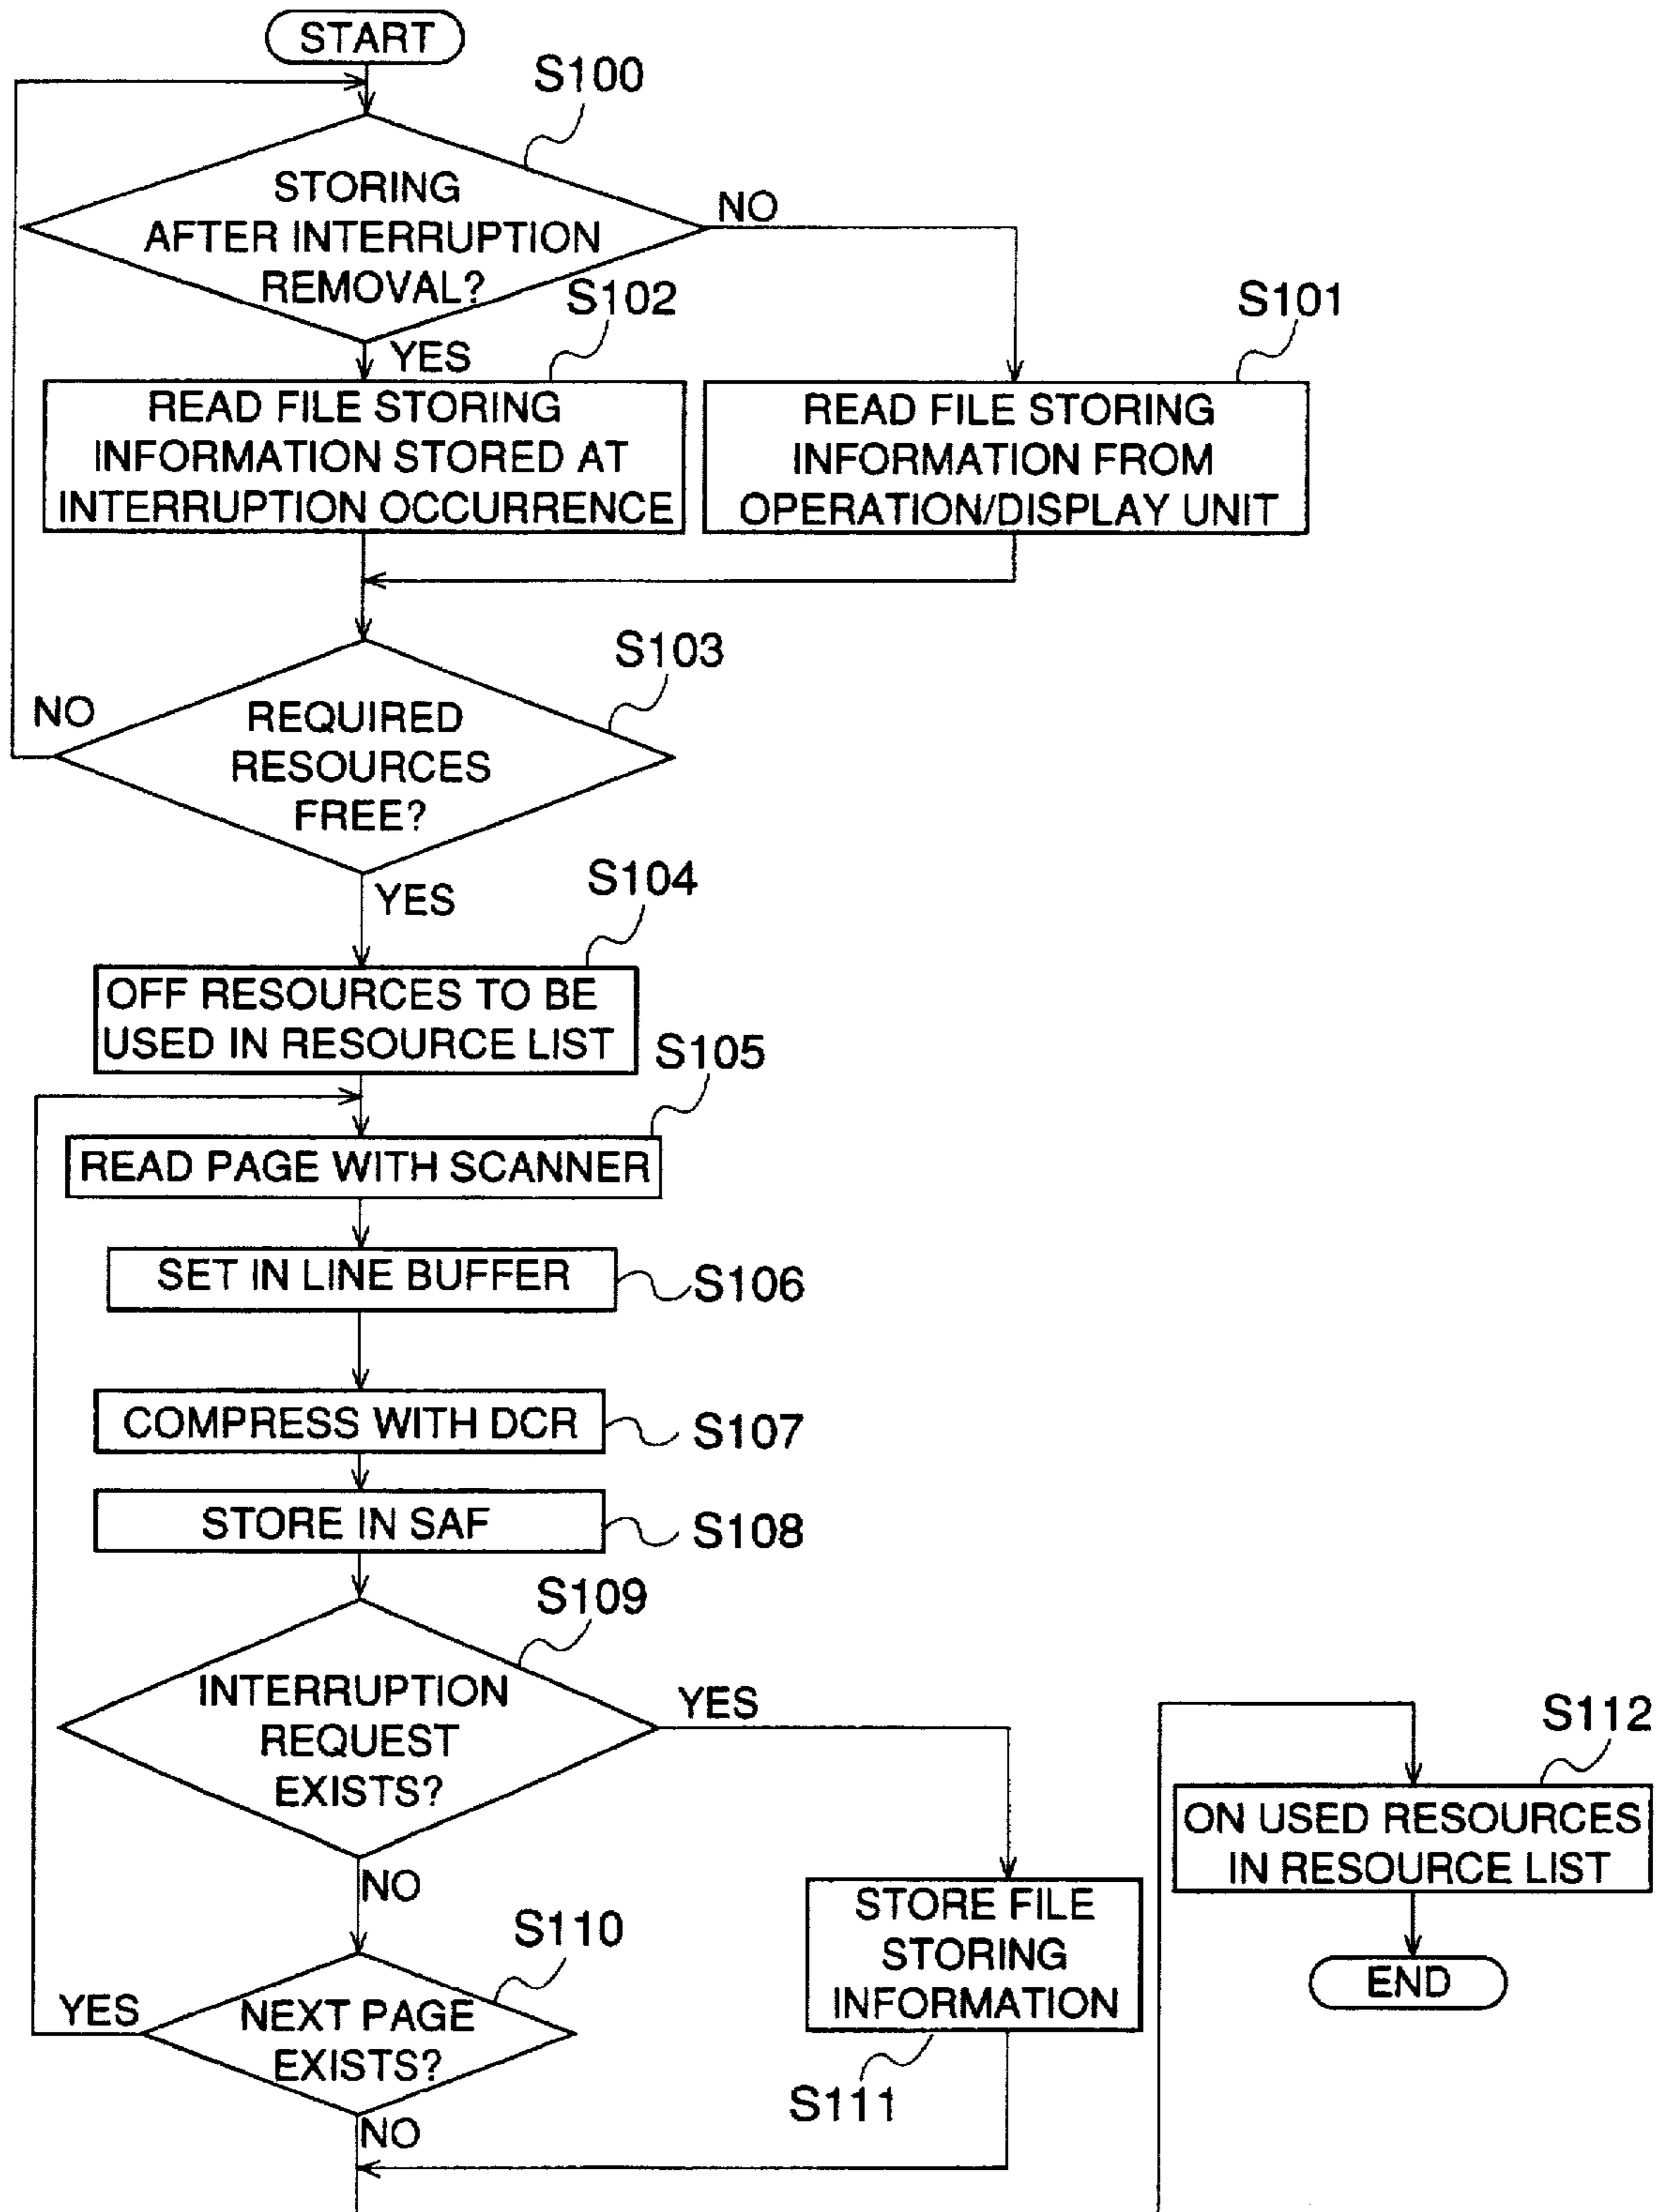 START
S100
STORING
AFTER INTERRUPTION
REMOVAL?
NO
S102
S101
YES
READ FILE STORING
INFORMATION STORED AT
INTERRUPTION OCCURRENCE
READ FILE STORING
INFORMATION FROM
OPERATION/DISPLAY UNIT
S103
NO
REQUIRED
RESOURCES
FREE?
YES
S104
OFF RESOURCES TO BE
USED IN RESOURCE LIST
S105
READ PAGE WITH SCANNER
SET IN LINE BUFFER
S106
COMPRESS WITH DCR
S107
STORE IN SAF
S108
S109
INTERRUPTION
REQUEST
EXISTS?
YES
NO
S110
YES
NEXT PAGE
EXISTS?
NO
STORE FILE
STORING
INFORMATION
S111
S112
ON USED RESOURCES
IN RESOURCE LIST
END